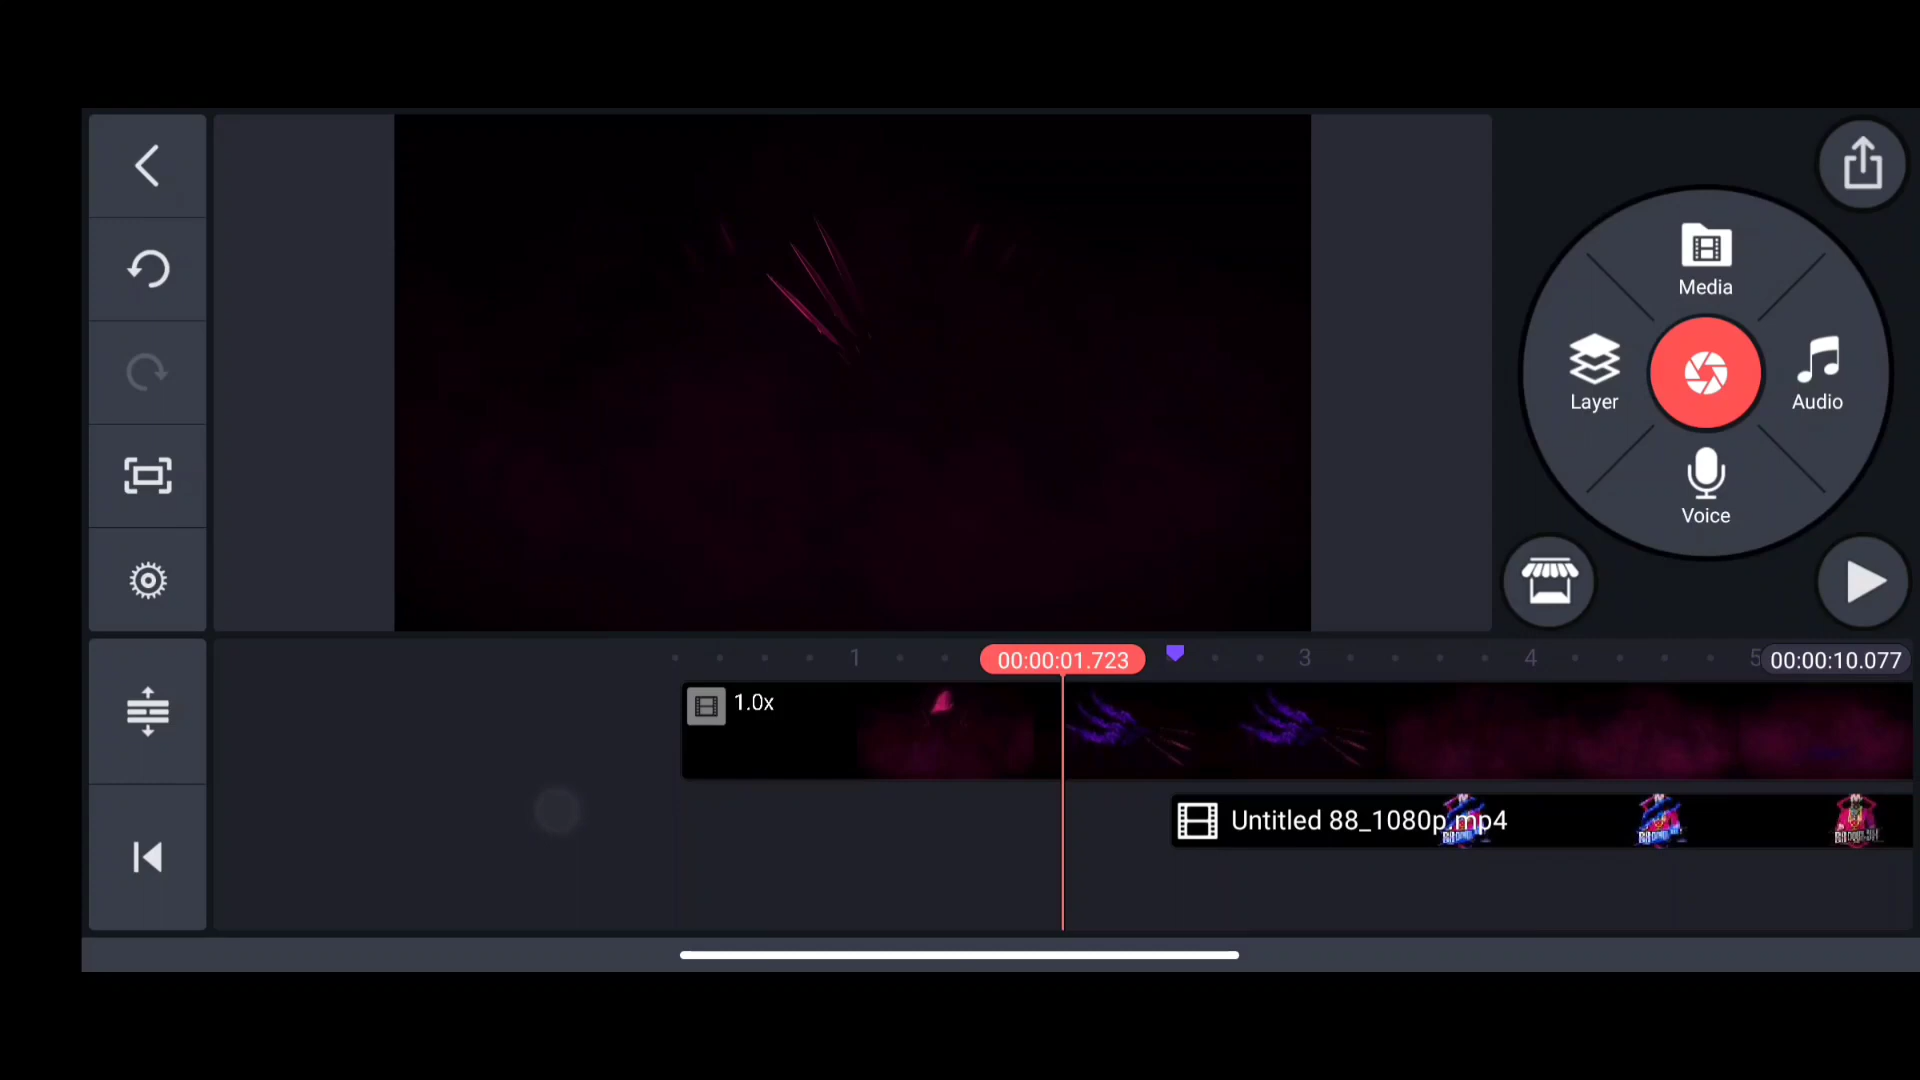 Media
Layer
Audio
Voice
1
00:00:01.723
3
4
5
00:00:10.077
1.0x
Untitled 88_1080p.mp4